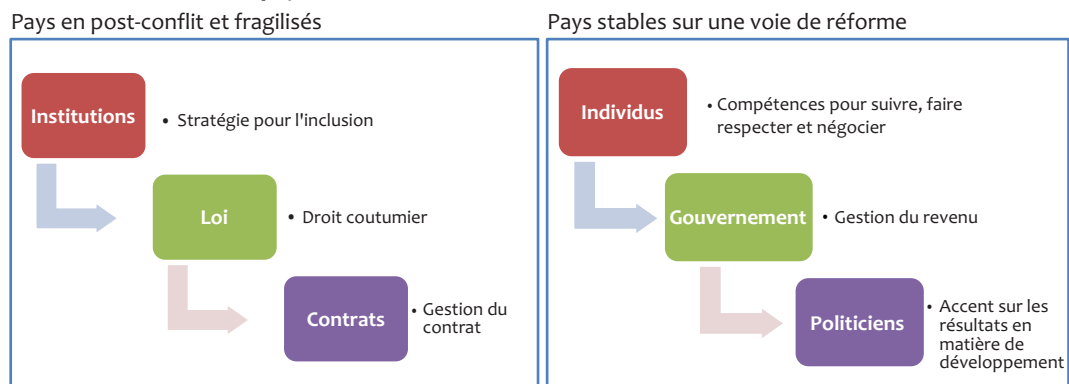 Pays en post-conflit et fragilisés
Institutions
• Stratégie pour l'inclusion
Loi
• Droit coutumier
Contrats
• Gestion du
contrat
Pays stables sur une voie de réforme
Individus
• Compétences pour suivre, faire
respecter et négocier
Gouvernement
• Gestion du revenu
Politiciens
• Accent sur les
résultats en
matière de
développement